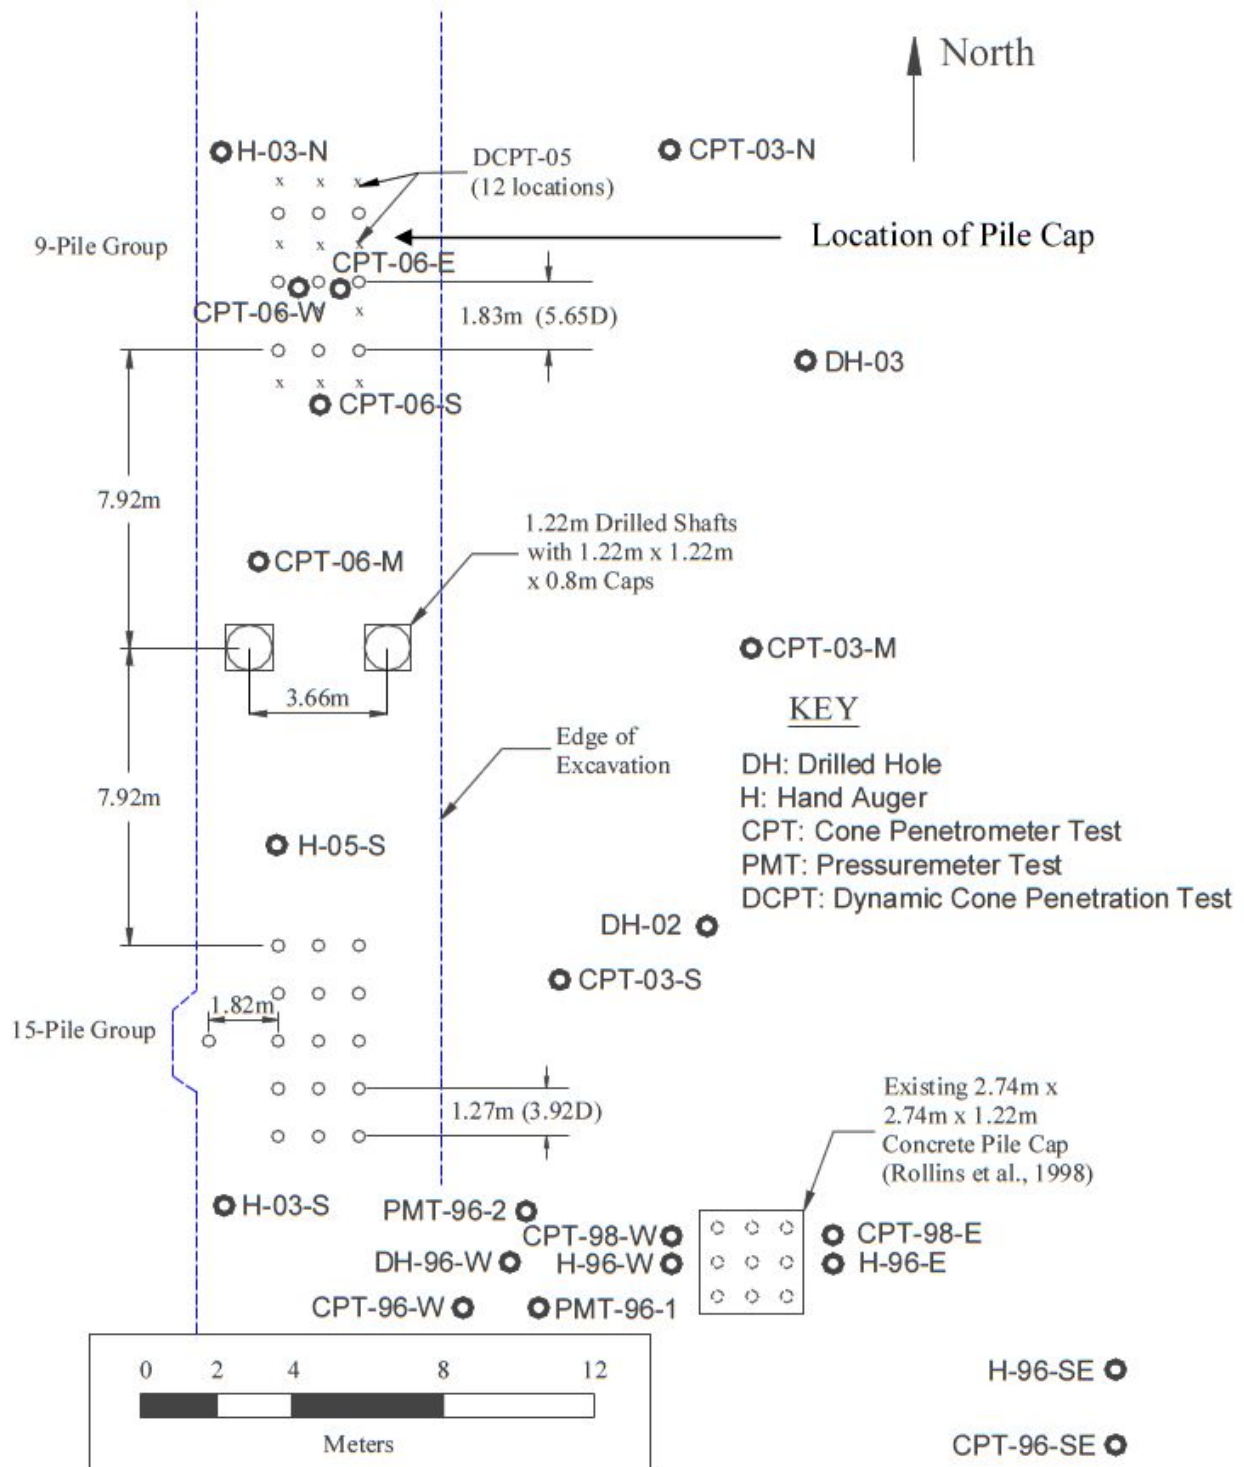 North
H-03-N
CPT-03-N
DCPT-05
(12 locations)
x x x
Location of Pile Cap
9-Pile Group
x x x
CPT-06-E
CPT-06-W
x
1.83m (5.65D)
DH-03
x x x
CPT-06-S
7.92m
1.22m Drilled Shafts
with 1.22m x 1.22m
x 0.8m Caps
CPT-06-M
CPT-03-M
3.66m
KEY
Edge of
Excavation
DH: Drilled Hole
H: Hand Auger
CPT: Cone Penetrometer Test
PMT: Pressuremeter Test
DCPT: Dynamic Cone Penetration Test
7.92m
H-05-S
DH-02
CPT-03-S
1.82m
15-Pile Group
1.27m (3.92D)
Existing 2.74m x
2.74m x 1.22m
Concrete Pile Cap
(Rollins et al., 1998)
H-03-S
PMT-96-2
CPT-98-W
CPT-98-E
DH-96-W
H-96-W
H-96-E
CPT-96-W
PMT-96-1
0 2 4 8 12
Meters
H-96-SE
CPT-96-SE